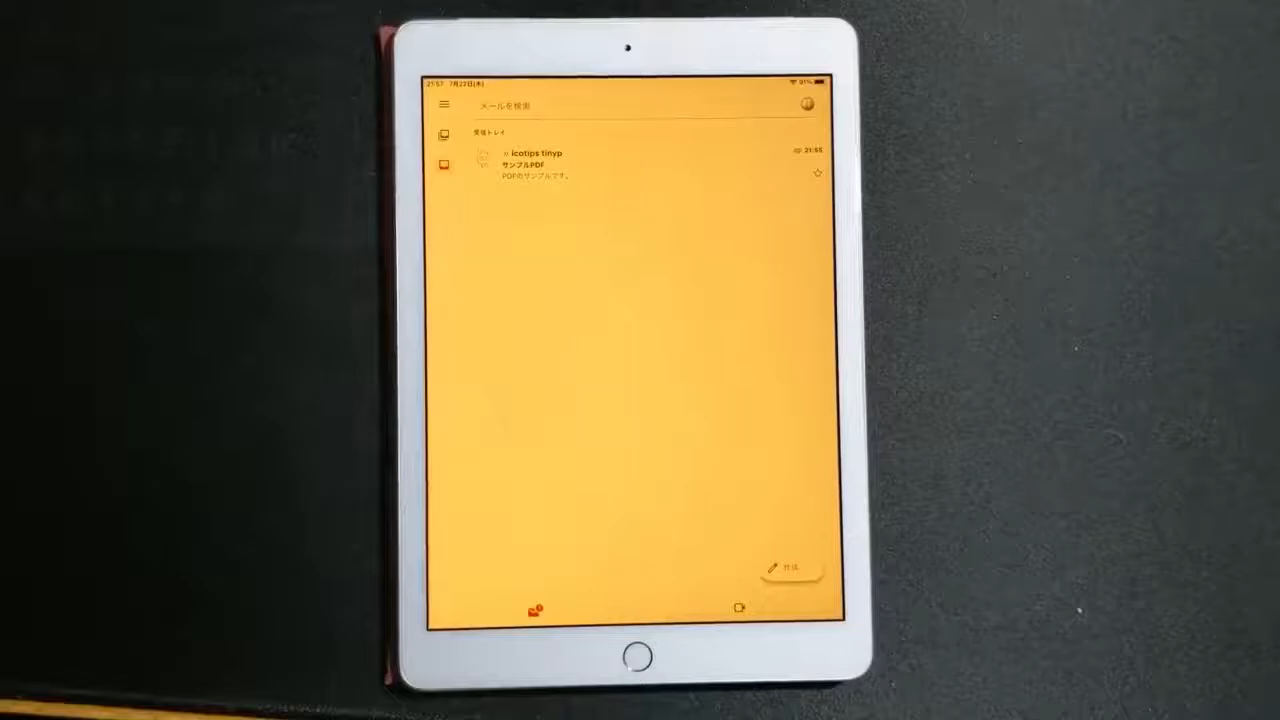 21:57 7月22日(木)
91%
メールを検索
受信トレイ
icotips tinyp
21:55
サンプルPDF
PDFのサンプルです。
作成